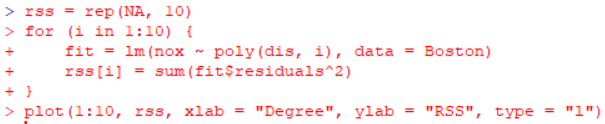 > rss = rep(NA, 10)
> for (i in 1:10) {
+     fit = lm(nox ~ poly(dis, i), data = Boston)
+     rss[i] = sum(fit$residuals^2)
+ }
> plot(1:10, rss, xlab = "Degree", ylab = "RSS", type = "l")